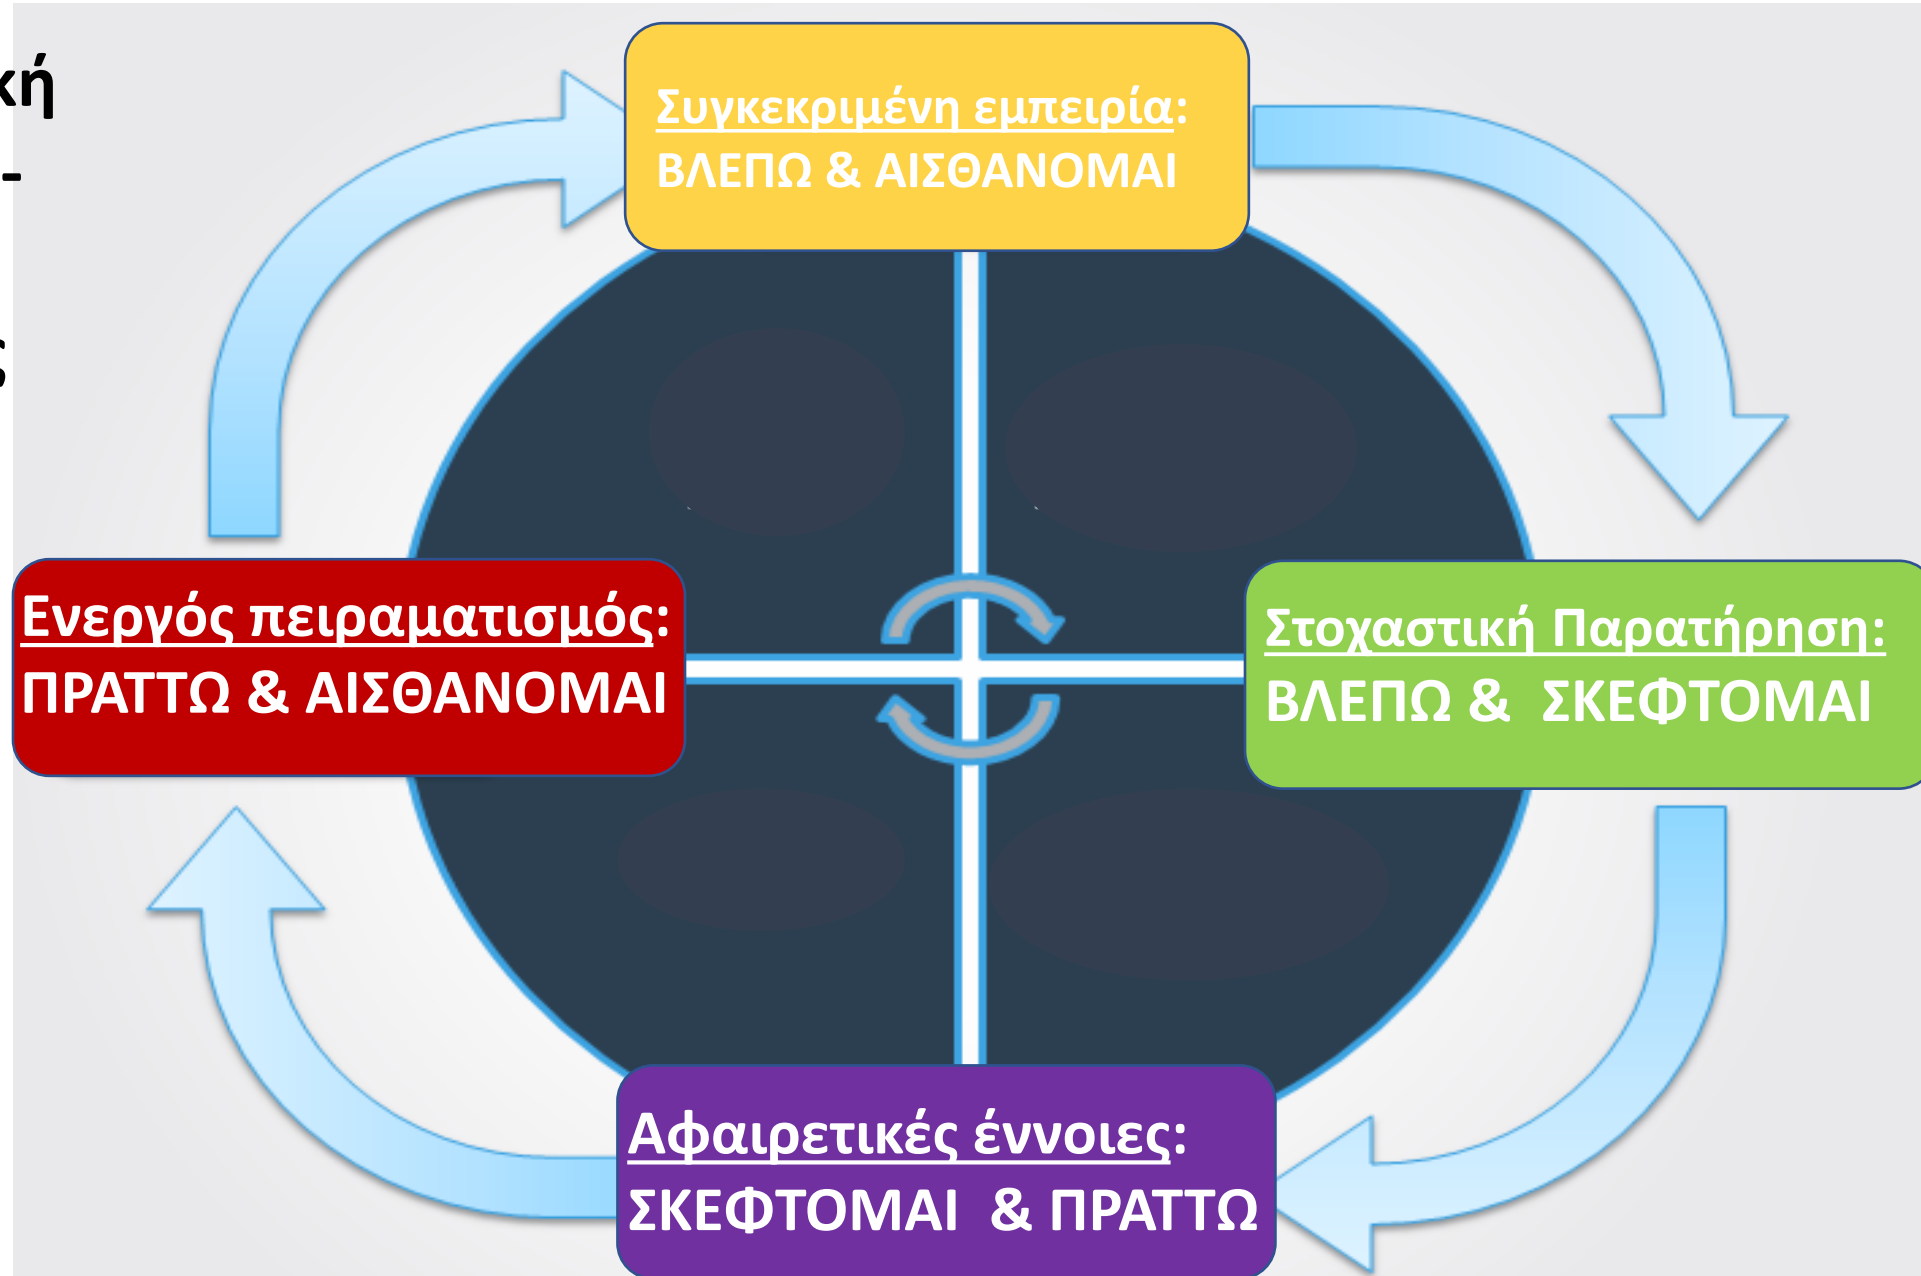 Συγκεκριμένη εμπειρία:
ΒΛΕΠΩ & ΑΙΣΘΑΝΟΜΑΙ
Ενεργός πειραματισμός:
ΠΡΑΤΤΩ & ΑΙΣΘΑΝΟΜΑΙ
Στοχαστική Παρατήρηση:
ΒΛΕΠΩ & ΣΚΕΦΤΟΜΑΙ
Αφαιρετικές έννοιες:
ΣΚΕΦΤΟΜΑΙ & ΠΡΑΤΤΩ